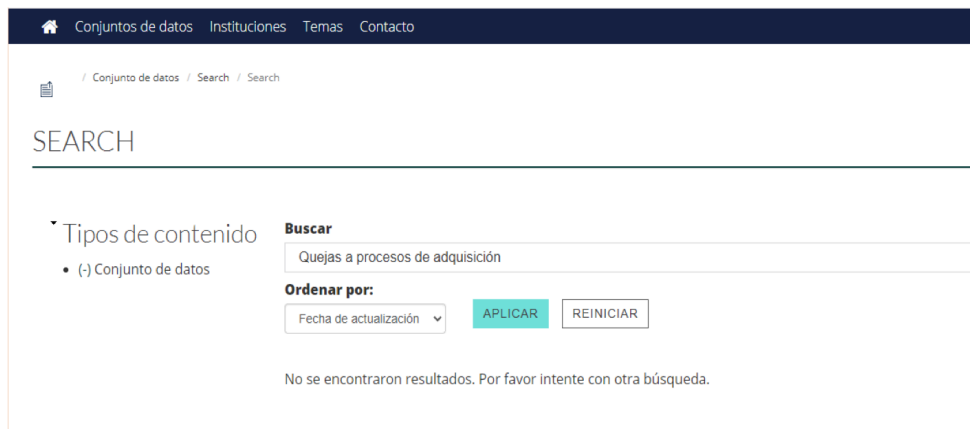 Conjuntos de datos Instituciones Temas Contacto
/ Conjunto de datos / Search / Search
SEARCH
Tipos de contenido
(-) Conjunto de datos
Buscar
Quejas a procesos de adquisición
Ordenar por:
Fecha de actualización APLICAR REINICIAR
No se encontraron resultados. Por favor intente con otra búsqueda.